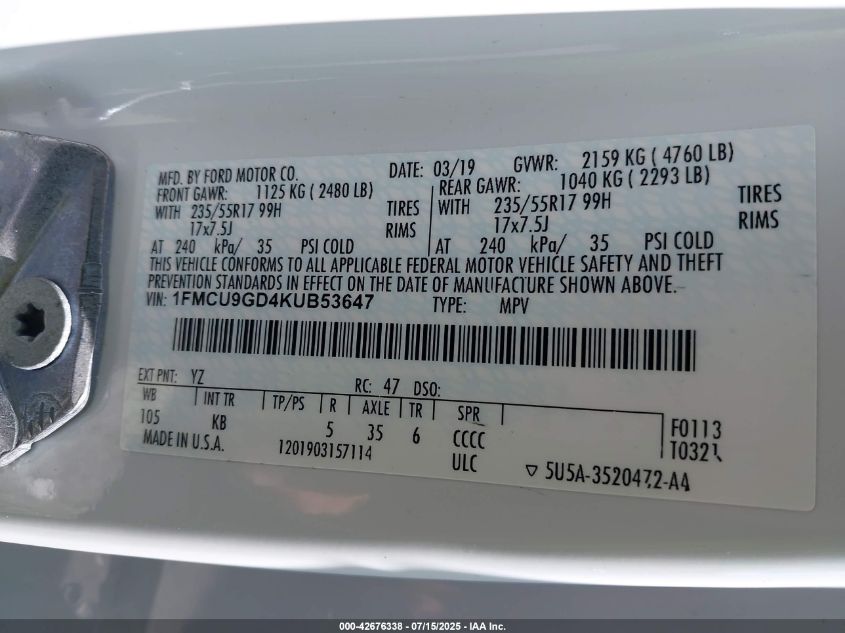 MFD. BY FORD MOTOR CO. DATE: 03/19 GVWR: 2159 KG ( 4760 LB)
FRONT GAWR: 1125 KG ( 2480 LB) REAR GAWR: 1040 KG ( 2293 LB)
WITH 235/55R17 99H TIRES WITH 235/55R17 99H TIRES
17x7.5J RIMS 17x7.5J RIMS
AT 240 kPa/ 35 PSI COLD AT 240 kPa/ 35 PSI COLD
THIS VEHICLE CONFORMS TO ALL APPLICABLE FEDERAL MOTOR VEHICLE SAFETY AND THEFT
PREVENTION STANDARDS IN EFFECT ON THE DATE OF MANUFACTURE SHOWN ABOVE.
VIN: 1FMCU9GD4KUB53647 TYPE: MPV
EXT PNT: YZ RC: 47 DSO:
WB INT TR TP/PS R AXLE TR SPR
105 KB 5 35 6 CCCC F0113
MADE IN U.S.A. 1201903157114 ULC T0321
5U5A-3520472-AA
000-42676338 - 07/15/2025 - IAA Inc.